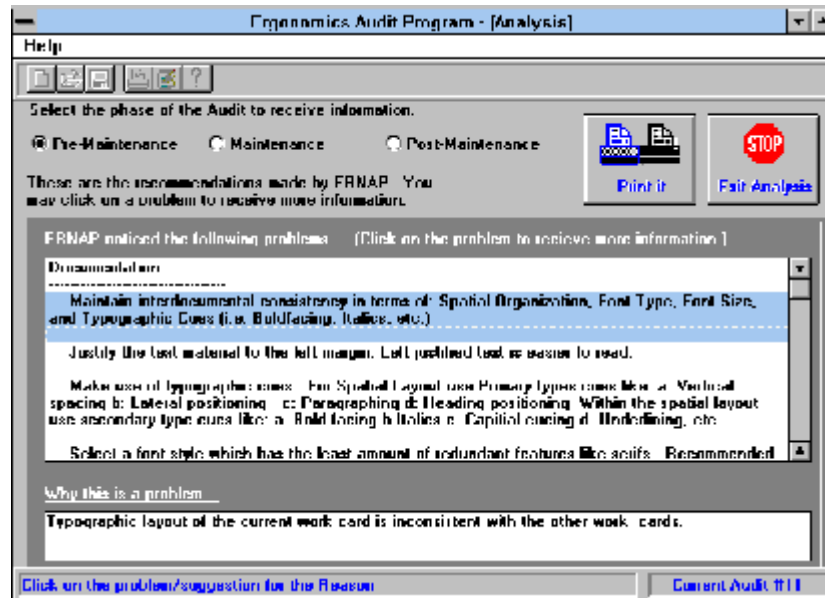 Ergonomics Audit Program - [Analysis]
Help
Select the phase of the Audit to receive information.
Pre-Maintenance Maintenance Post-Maintenance
Print it
STOP
Exit Analysis
These are the recommendations made by ERNAP. You
may click on a problem to receive more information.
ERNAP noticed the following problems (Click on the problem to recieve more information.)
Documentation
Maintain interdocumental consistency in terms of: Spatial Organization, Font Type, Font Size,
and Typographic Cues (i.e. Boldfacing, Italics, etc.)
Justify the text material to the left margin. Left justified text is easier to read.
Make use of typographic cues. For Spatial Layout use Primary types cues like: a. Vertical
spacing b: Lateral positioning c: Paragraphing d: Heading positioning. Within the spatial layout
use secondary type cues like: a. Bold facing b Italics c. Capitial d. Underlining, etc
Select a font style which has the least amount of redundant features like serifs. Recommended
Why this is a problem
Typographic layout of the current work card is inconsistent with the other work cards.
Click on the problem/suggestion for the Reason
Current Audit